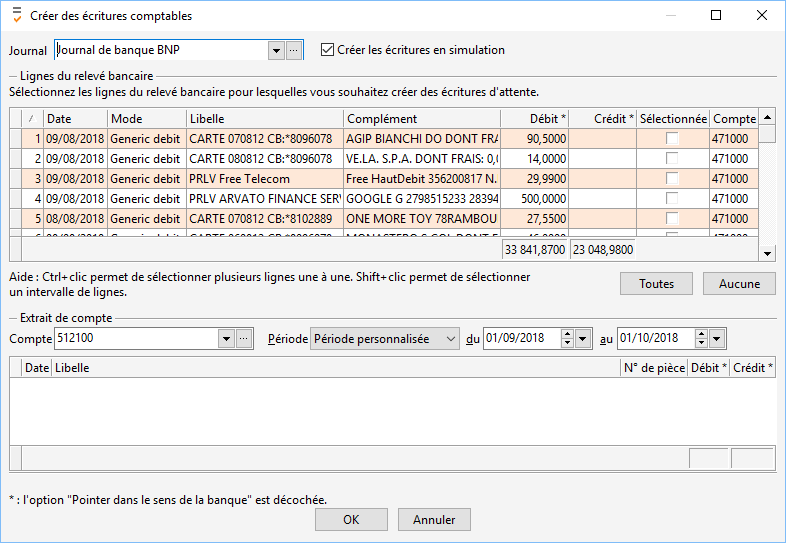 Créer des écritures comptables
Journal Journal de banque BNP ... Créer les écritures en simulation
Lignes du relevé bancaire
Sélectionnez les lignes du relevé bancaire pour lesquelles vous souhaitez créer des écritures d'attente.
/ Date Mode Libelle Complément Débit * Crédit * Sélectionnée Compte
1 09/08/2018 Generic debit CARTE 070812 CB:*8096078 AGIP BIANCHI DO DONT FRA 90,5000 471000
2 09/08/2018 Generic debit CARTE 080812 CB:*8096078 VE.LA. S.P.A. DONT FRAIS: 0,0 14,0000 471000
3 09/08/2018 Generic debit PRLV Free Telecom Free HautDebit 356200817 N. 29,9900 471000
4 09/08/2018 Generic debit PRLV ARVATO FINANCE SERV GOOGLE G 2798515233 28394 500,0000 471000
5 08/08/2018 Generic debit CARTE 070812 CB:*8102889 ONE MORE TOY 78RAMBOU 27,5500 471000
33 841,8700 23 048,9800
Aide : Ctrl+clic permet de sélectionner plusieurs lignes une à une. Shift+clic permet de sélectionner
un intervalle de lignes.
Toutes Aucune
Extrait de compte
Compte 512100 ... Période Période personnalisée du 01/09/2018 au 01/10/2018
Date Libelle N° de pièce Débit * Crédit *
* : l'option "Pointer dans le sens de la banque" est décochée.
OK Annuler